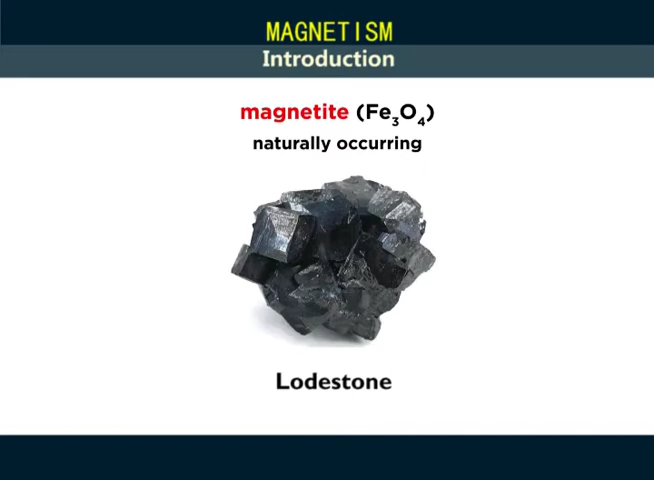 MAGNETISM
Introduction
magnetite (Fe₃O₄)
naturally occurring
Lodestone